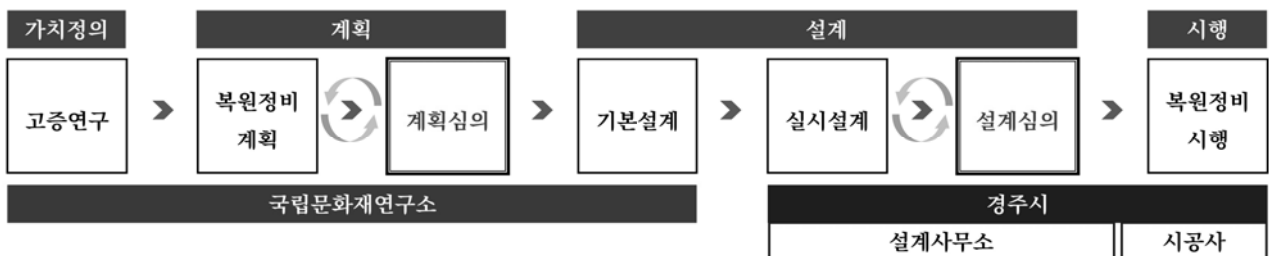 가치정의
계획
설계
시행
고증연구
복원정비
계획
계획심의
기본설계
실시설계
설계심의
복원정비
시행
국립문화재연구소
경주시
설계사무소
시공사